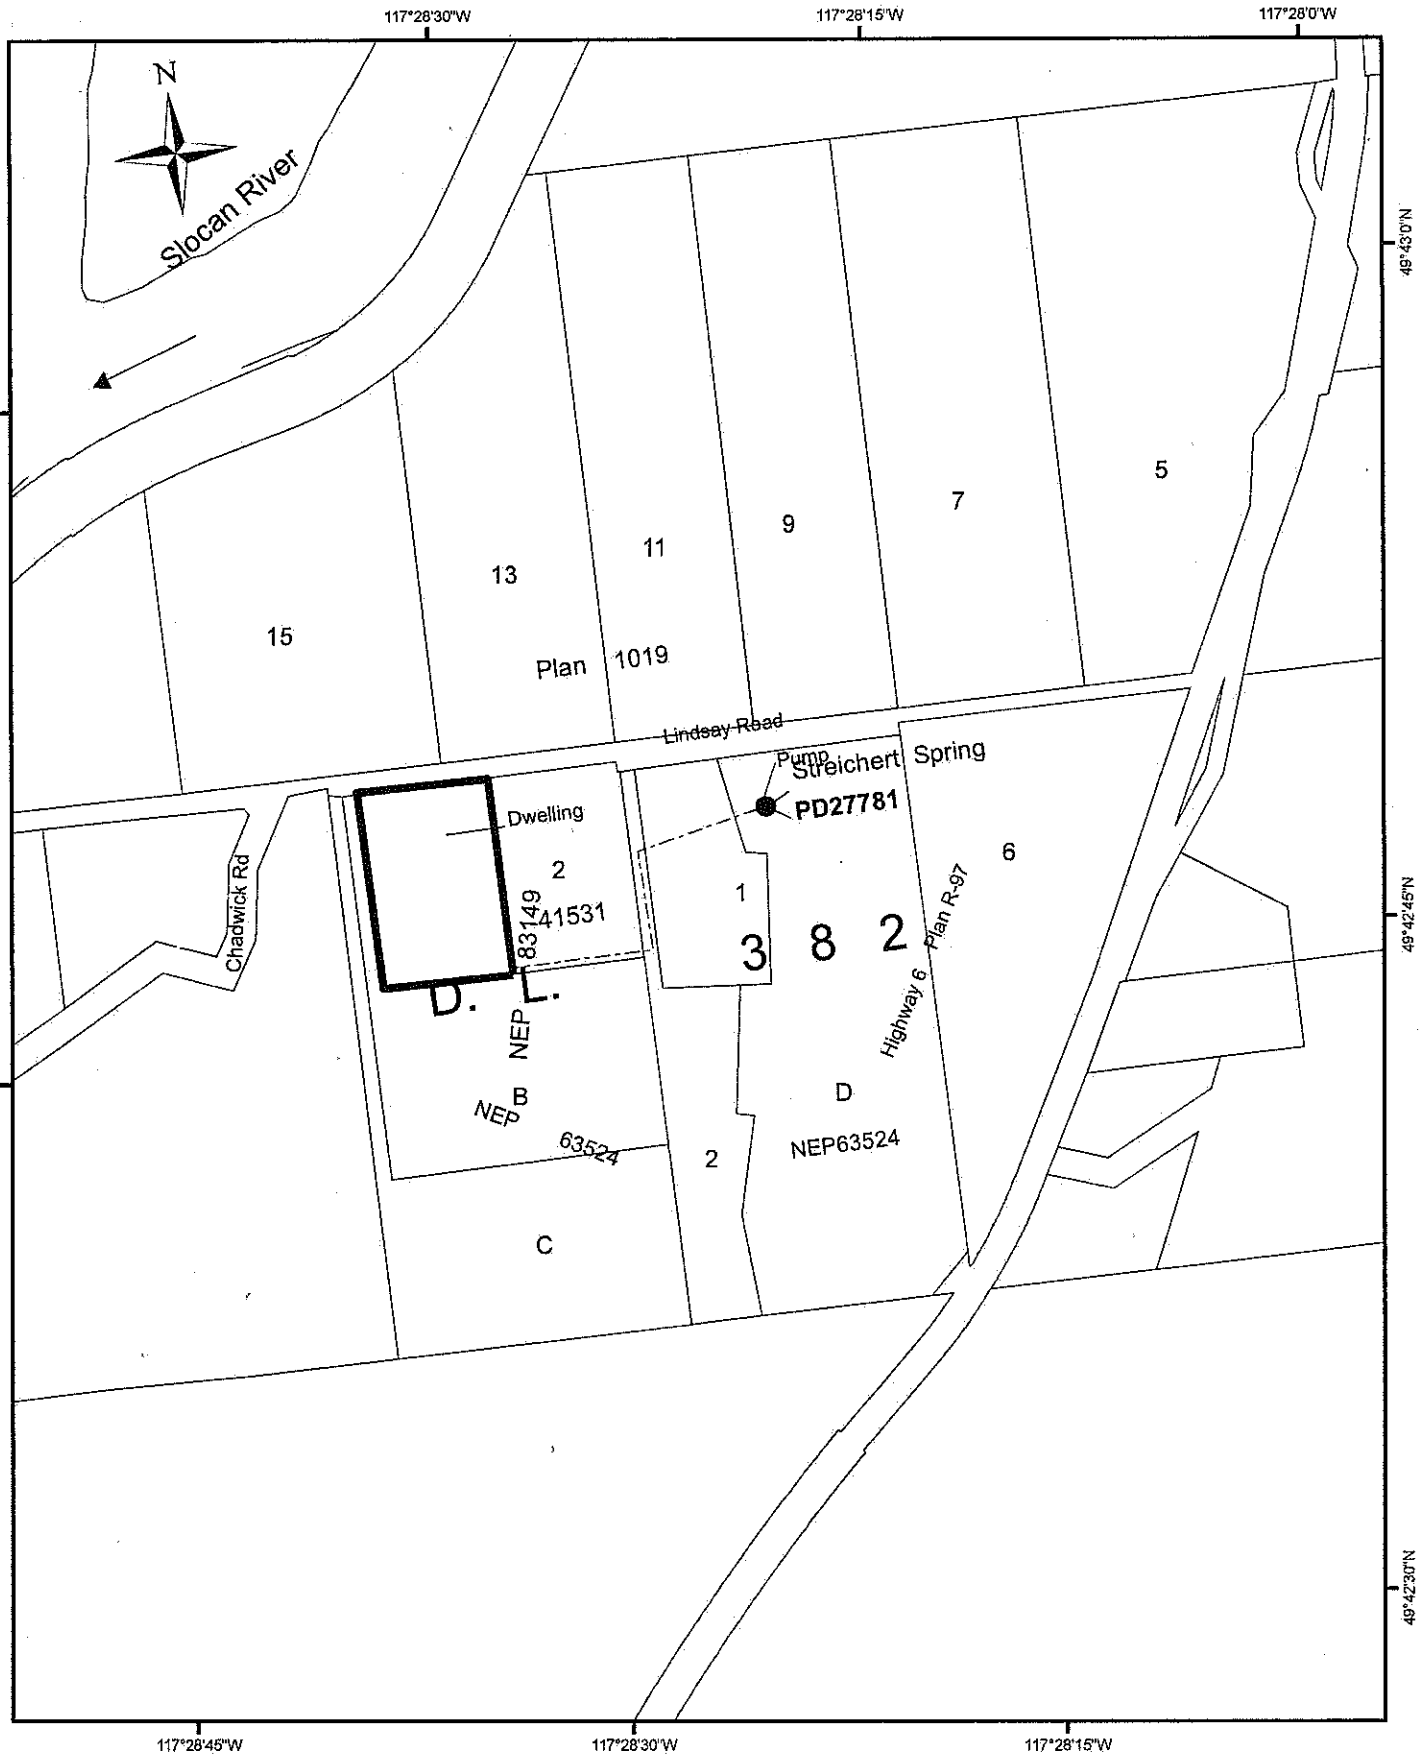 117°28'30"W
117°28'15"W
117°28'0"W
N
Slocan River
49°43'0"N
5
7
9
11
13
15
Plan 1019
Lindsay Road
Pump
Streichert Spring
PD27781
Dwelling
2
6
Chadwick Rd
1
41531
83149
NEP
3 8 2
Plan R-97
Highway 6
49°42'45"N
D. L.
B
NEP
63524
D
NEP63524
2
C
49°42'30"N
117°28'45"W
117°28'30"W
117°28'15"W